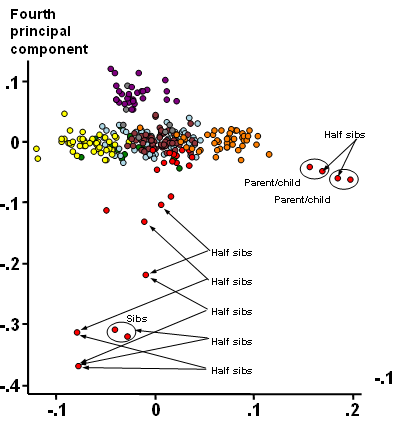 Fourth
principal
component
.1
Half sibs
0
Parent/child
Parent/child
-.1
Half sibs
-.2
Half sibs
Half sibs
Sibs
-.3
Half sibs
Half sibs
-.4
-.1
-.1
0
.1
.2